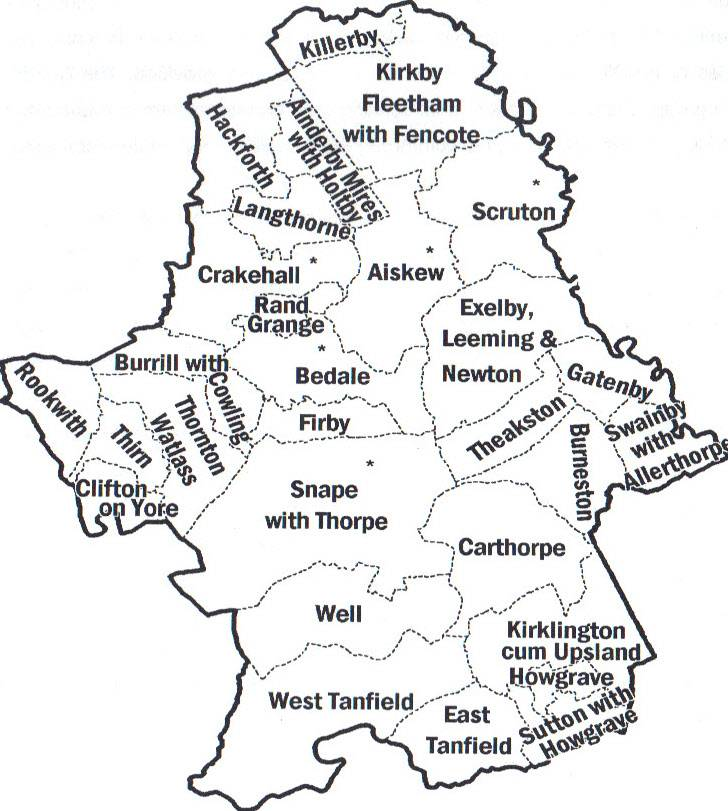 Killerby
Kirkby
Fleetham
with Fencote
Hackforth
Ainderby Mires
with Holtby
Langthorne
Scruton
*
Crakehall
*
Aiskew
*
Rand
Grange
Exelby,
Leeming &
Newton
Burrill with
Cowling
Bedale
*
Gatenby
Rookwith
Thirn
Thornton
Watlass
Firby
Theakston
Swainby
with
Allerthorpe
Burneston
Clifton
on Yore
*
Snape
with Thorpe
Carthorpe
Well
Kirklington
cum Upsland
Howgrave
West Tanfield
East
Tanfield
Sutton with
Howgrave